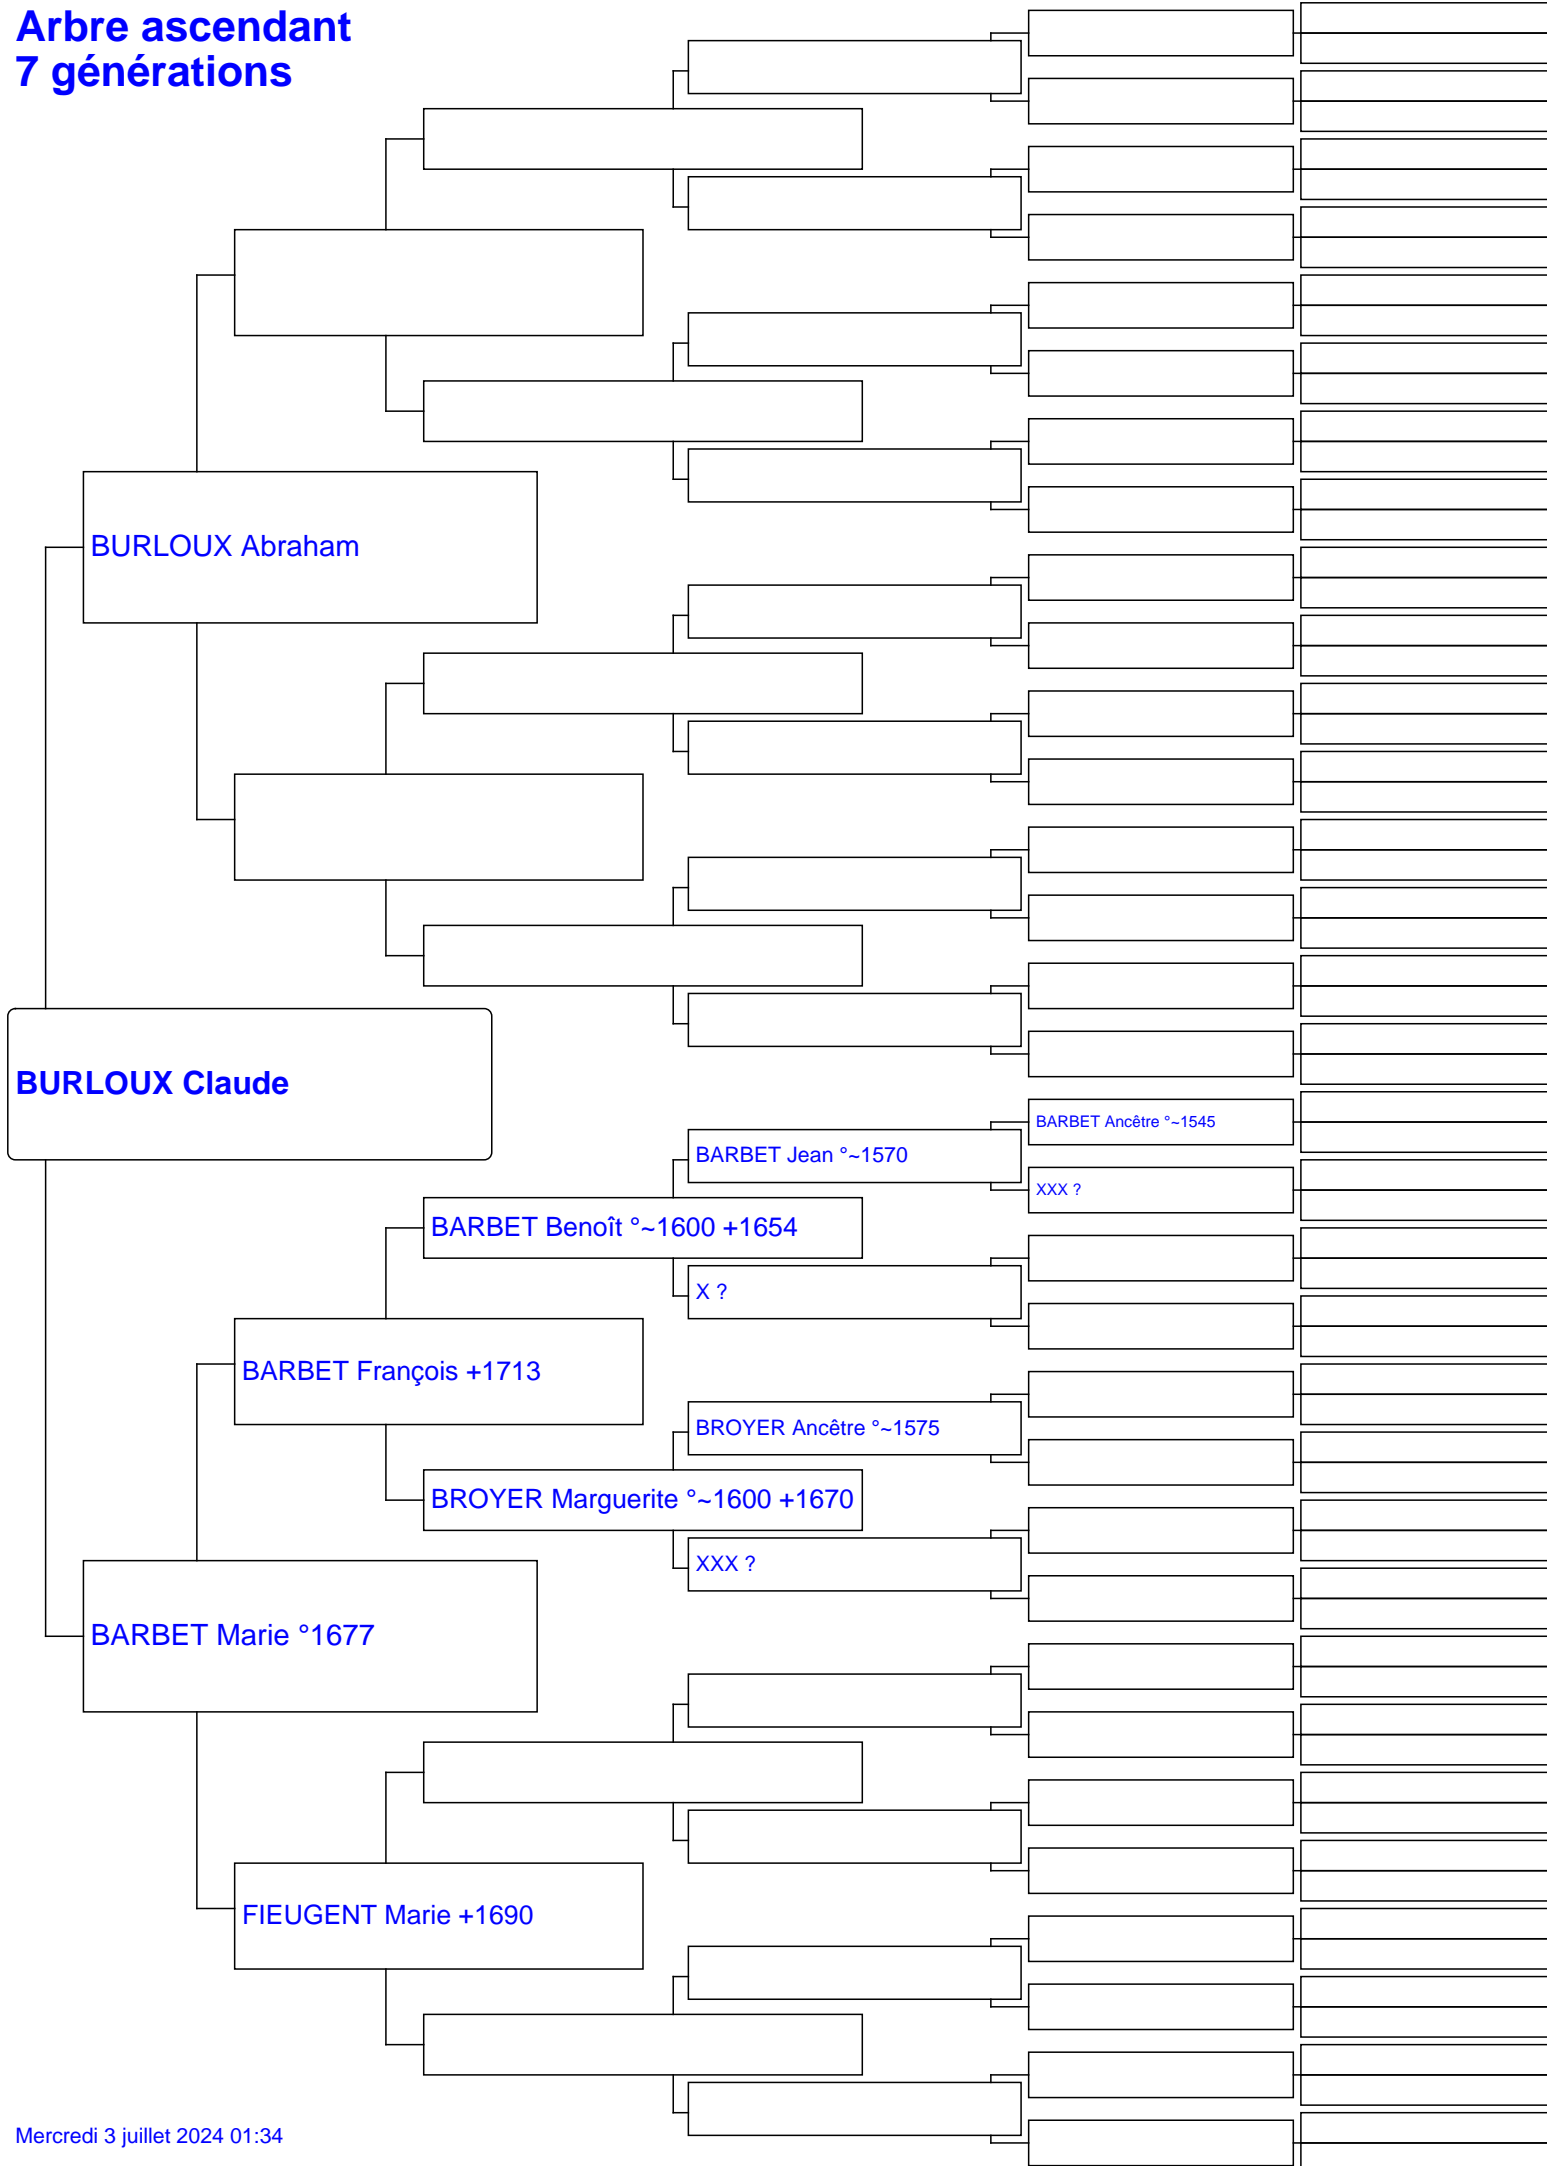 Arbre ascendant
7 générations
BURLOUX Abraham
BURLOUX Claude
BARBET Ancêtre °~1545
BARBET Jean °~1570
XXX ?
BARBET Benoît °~1600 +1654
X ?
BARBET François +1713
BROYER Ancêtre °~1575
BROYER Marguerite °~1600 +1670
XXX ?
BARBET Marie °1677
FIEUGENT Marie +1690
Mercredi 3 juillet 2024 01:34